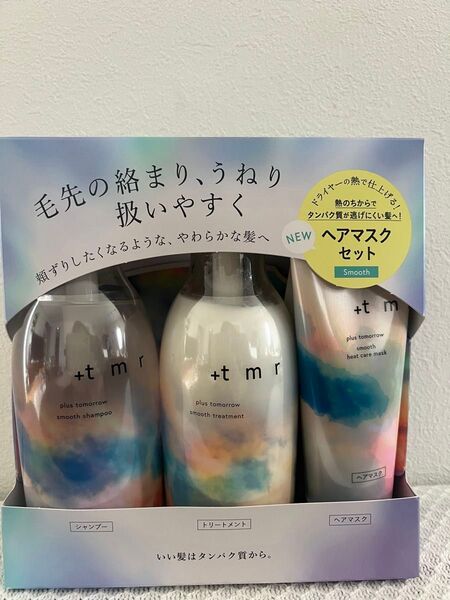 毛先の絡まり、うねり
扱いやすく
頰ずりしたくなるような、やわらかな髪へ
ドライヤーの熱で仕上げる!
熱のちからで
タンパク質が逃げにくい髪へ!
NEW
ヘアマスク
セット
Smooth
+t m r
plus tomorrow
smooth shampoo
+t m r
plus tomorrow
smooth treatment
+t m r
plus tomorrow
smooth
heat care mask
ヘアマスク
シャンプー
トリートメント
ヘアマスク
いい髪はタンパク質から。